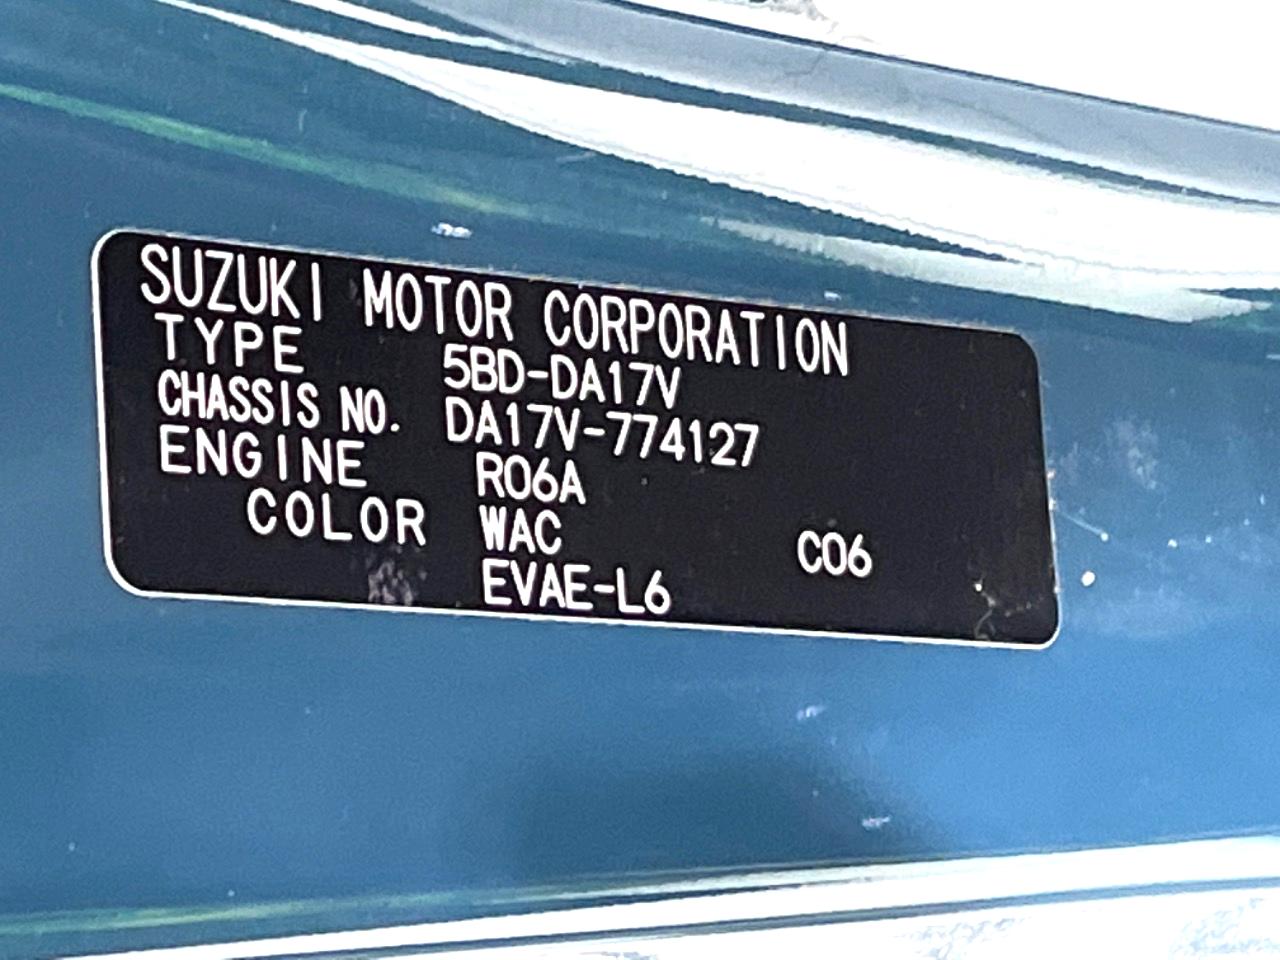 SUZUKI MOTOR CORPORATION
TYPE 5BD-DA17V
CHASSIS NO. DA17V-774127
ENGINE R06A
COLOR WAC C06
EVAE-L6